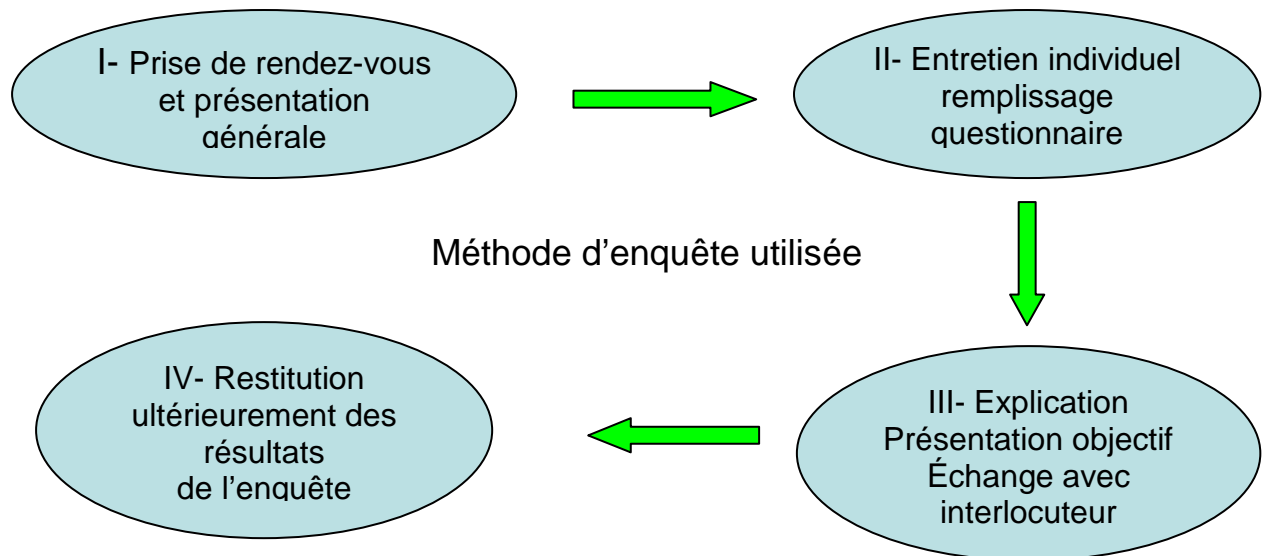 I- Prise de rendez-vous
et présentation
générale
II- Entretien individuel
remplissage
questionnaire
Méthode d’enquête utilisée
III- Explication
Présentation objectif
Échange avec
interlocuteur
IV- Restitution
ultérieurement des
résultats
de l’enquête